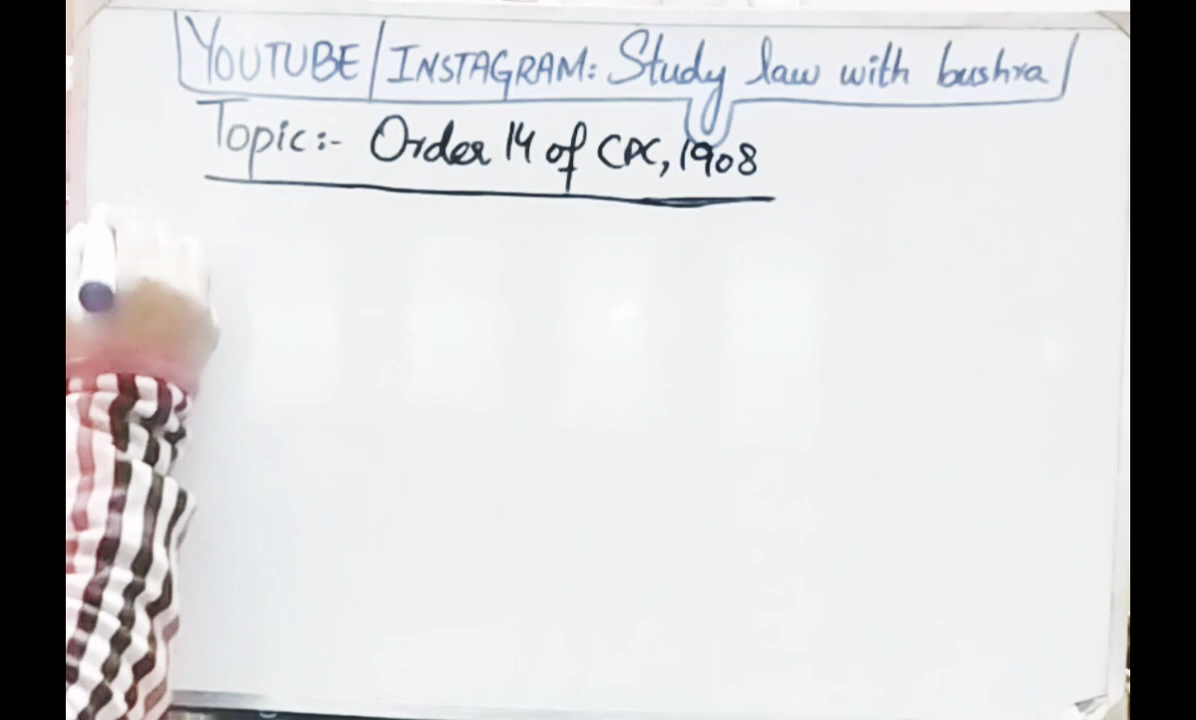 YOUTUBE/INSTAGRAM: Study law with bushra
Topic:- Order 14 of CPC, 1908